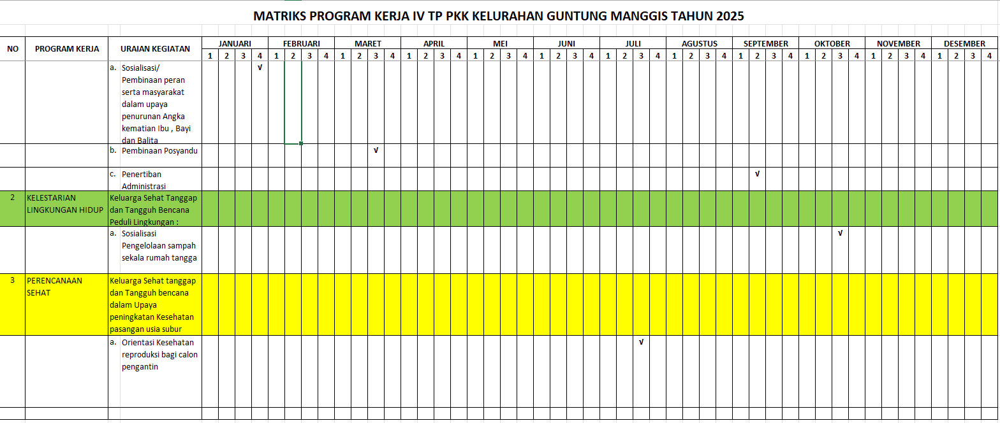 MATRIKS PROGRAM KERJA IV TP PKK KELURAHAN GUNTUNG MANGGIS TAHUN 2025
NO PROGRAM KERJA URAIAN KEGIATAN JANUARI FEBRUARI MARET APRIL MEI JUNI JULI AGUSTUS SEPTEMBER OKTOBER NOVEMBER DESEMBER
1 2 3 4 1 2 3 4 1 2 3 4 1 2 3 4 1 2 3 4 1 2 3 4 1 2 3 4 1 2 3 4 1 2 3 4 1 2 3 4 1 2 3 4 1 2 3 4
a. Sosialisasi/ √
Pembinaan peran
serta masyarakat
dalam upaya
penurunan Angka
kematian Ibu , Bayi
dan Balita
b. Pembinaan Posyandu √
c. Penertiban √
Administrasi
2 KELESTARIAN Keluarga Sehat Tanggap
LINGKUNGAN HIDUP dan Tangguh Bencana
Peduli Lingkungan :
a. Sosialisasi √
Pengelolaan sampah
sekala rumah tangga
3 PERENCANAAN Keluarga Sehat tanggap
SEHAT dan Tangguh bencana
dalam Upaya
peningkatan Kesehatan
pasangan usia subur
a. Orientasi Kesehatan √
reproduksi bagi calon
pengantin